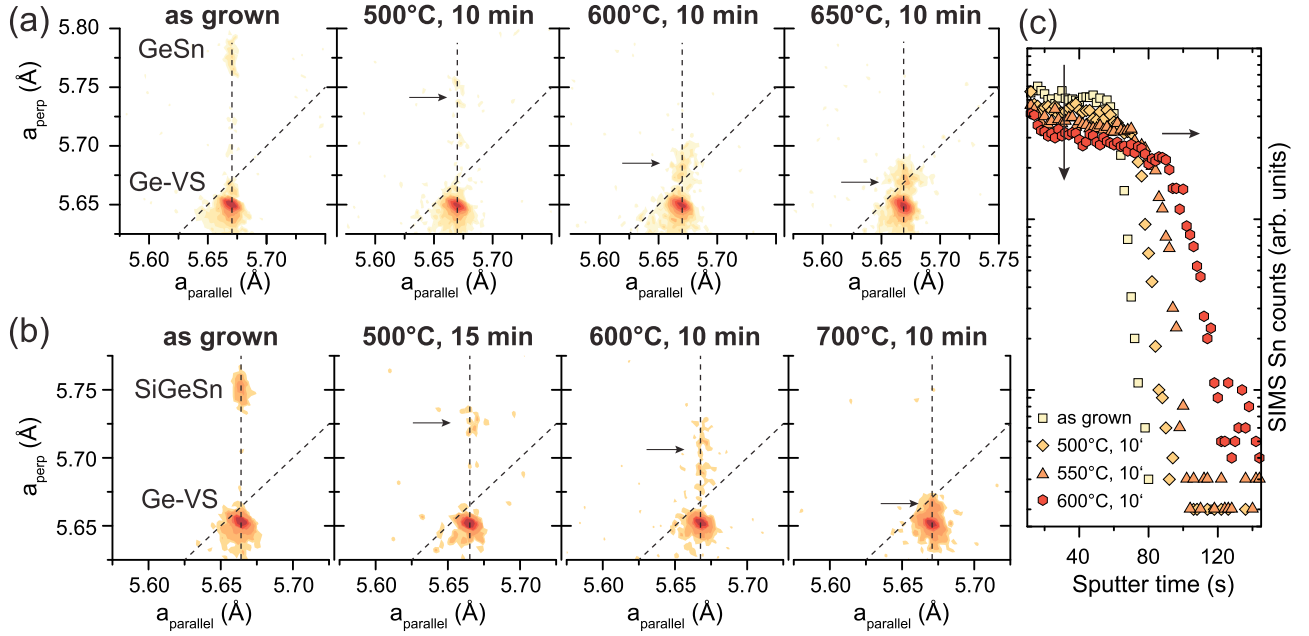 (a)
as grown
500°C, 10 min
600°C, 10 min
650°C, 10 min
5.80
5.75
5.70
5.65
a_perp (Å)
GeSn
Ge-VS
5.60 5.65 5.70
5.60 5.65 5.70
5.60 5.65 5.70
5.60 5.65 5.70 5.75
a_parallel (Å)
a_parallel (Å)
a_parallel (Å)
a_parallel (Å)
(b)
as grown
500°C, 15 min
600°C, 10 min
700°C, 10 min
5.75
5.70
5.65
a_perp (Å)
SiGeSn
Ge-VS
5.60 5.65 5.70
5.60 5.65 5.70
5.60 5.65 5.70
5.60 5.65 5.70
a_parallel (Å)
a_parallel (Å)
a_parallel (Å)
a_parallel (Å)
(c)
SIMS Sn counts (arb. units)
as grown
500°C, 10‘
550°C, 10‘
600°C, 10‘
40 80 120
Sputter time (s)